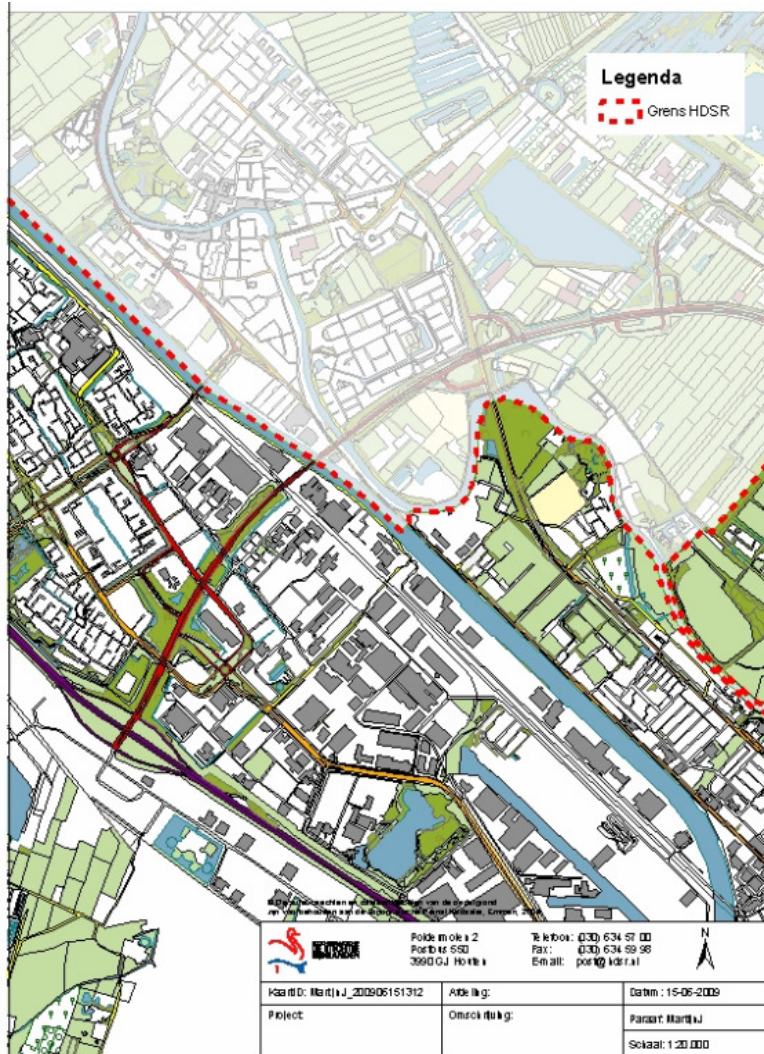 Legenda
Grens HDSR
Poldermolen 2
Postbus 550
3990 GJ Houten
Telefoon: (030) 634 57 00
Fax: (030) 634 59 98
E-mail: post@hdsr.nl
N
KaartID: MartijnJ_200906151312
Afdeling:
Datum: 15-06-2009
Project:
Omschrijving:
Paraaf: MartijnJ
Schaal: 1:20.000